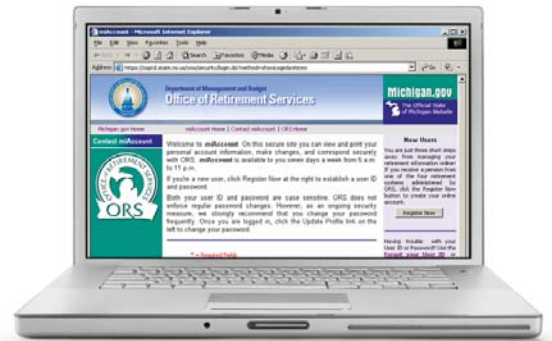 miAccount - Microsoft Internet Explorer
File Edit View Favorites Tools Help
Search Favorites Media
Address
Go
Department of Management and Budget
Office of Retirement Services
Michigan.gov
The Official State
of Michigan Website
Michigan.gov Home
miAccount Home | Contact miAccount | ORS Home
Contact miAccount
OFFICE OF RETIREMENT SERVICES
ORS
Welcome to miAccount. On this secure site you can view and print your
personal account information, make changes, and correspond securely
with ORS. miAccount is available to you seven days a week from 5 a.m.
to 11 p.m.
If you're a new user, click Register Now at the right to establish a user ID
and password.
Both your user ID and password are case sensitive. ORS does not
enforce regular password changes. However, as an ongoing security
measure, we strongly recommend that you change your password
frequently. Once you are logged in, click the Update Profile link on the
left to change your password.
* = Required Fields
New Users
You are just three short steps
away from managing your
retirement information online!
If you receive a pension from
one of the four retirement
systems administered by
ORS, click the Register Now
button to create your online
account.
Register Now
Having trouble with your
User ID or Password? Use the
Forgot your User ID or